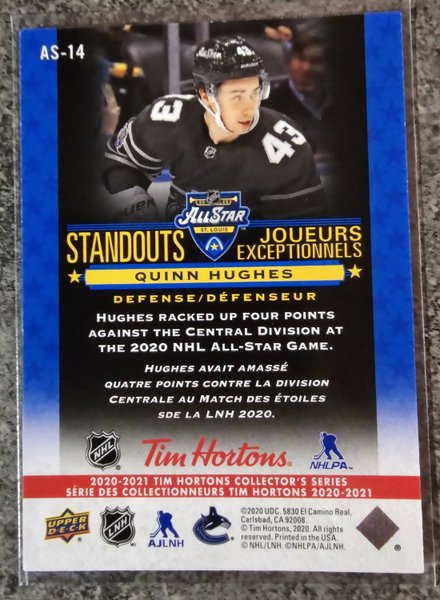 AS-14
43
43
NHL
ALL STAR
ST. LOUIS
STANDOUTS
JOUEURS
EXCEPTIONNELS
QUINN HUGHES
DEFENSE/DÉFENSEUR
HUGHES RACKED UP FOUR POINTS
AGAINST THE CENTRAL DIVISION AT
THE 2020 NHL ALL-STAR GAME.
HUGHES AVAIT AMASSÉ
QUATRE POINTS CONTRE LA DIVISION
CENTRALE AU MATCH DES ÉTOILES
SDE LA LNH 2020.
NHL
Tim Hortons®
NHLPA
2020-2021 TIM HORTONS COLLECTOR'S SERIES
SÉRIE DES COLLECTIONNEURS TIM HORTONS 2020-2021
UPPER DECK
LNH
AJLNH
©2020 UDC. 5830 El Camino Real,
Carlsbad, CA 92008.
© Tim Hortons, 2020. All rights
reserved. Printed in the USA.
© NHL/LNH. ©NHLPA/AJLNH.
®